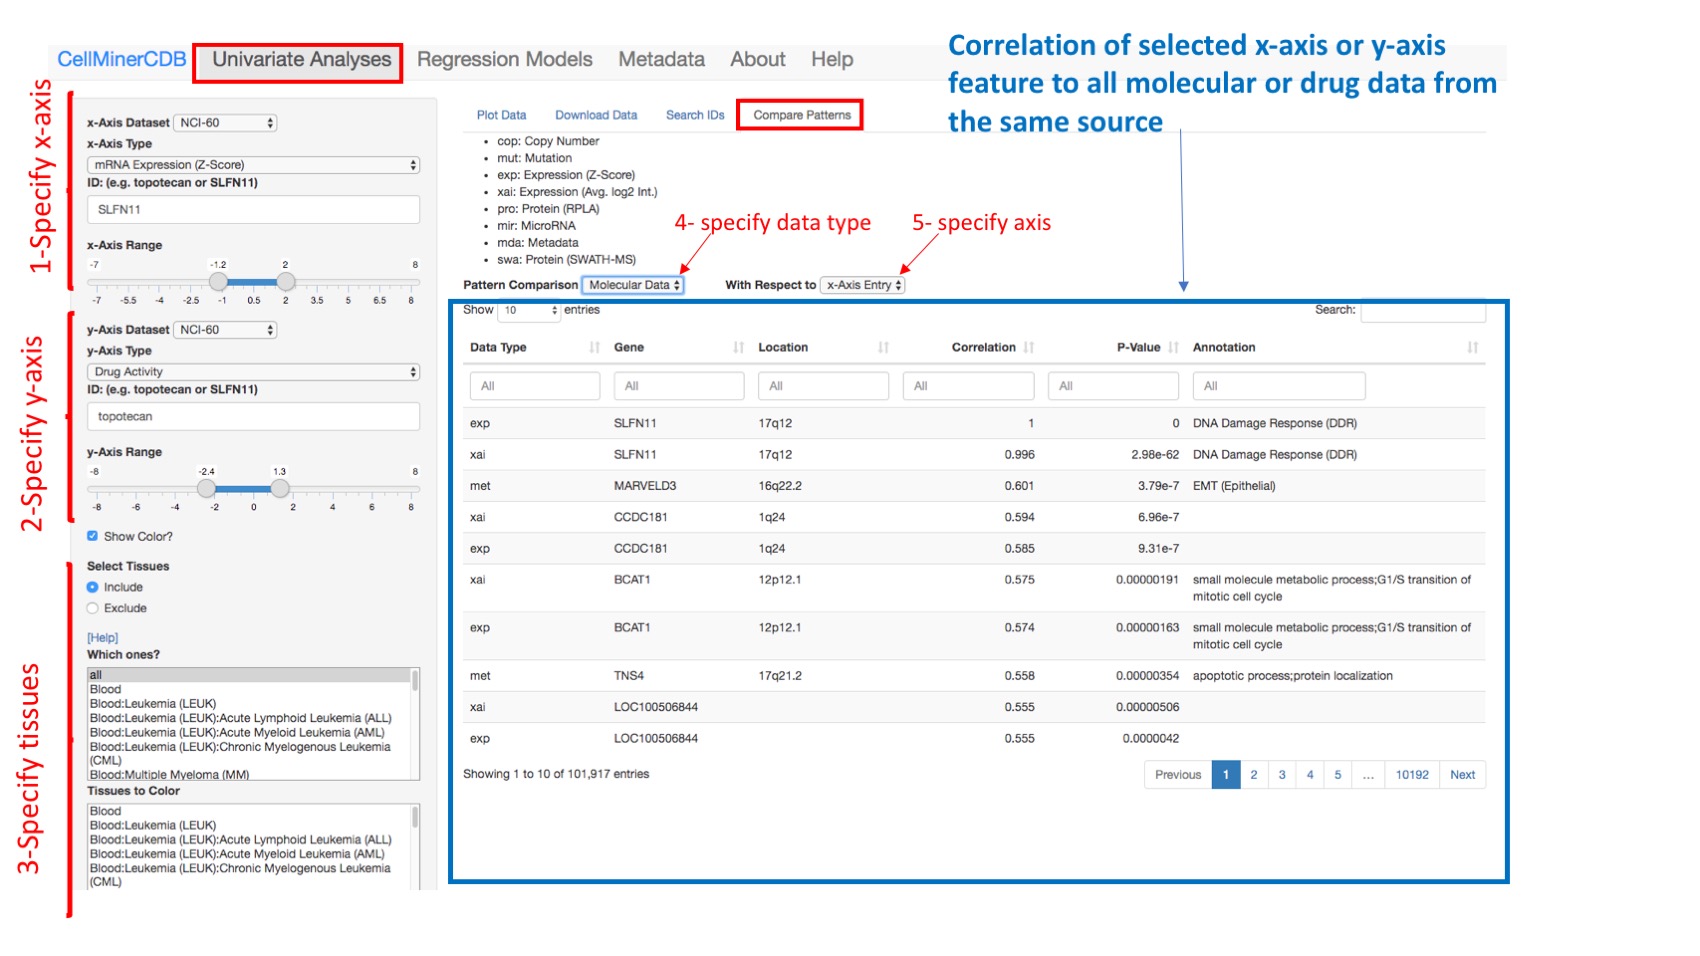 CellMinerCDB Univariate Analyses Regression Models Metadata About Help
Correlation of selected x-axis or y-axis
feature to all molecular or drug data from
the same source
1-Specify x-axis
x-Axis Dataset NCI-60
x-Axis Type
mRNA Expression (Z-Score)
ID: (e.g. topotecan or SLFN11)
SLFN11
x-Axis Range
-7 -1.2 2 8
-7 -5.5 -4 -2.5 -1 0.5 2 3.5 5 6.5 8
2-Specify y-axis
y-Axis Dataset NCI-60
y-Axis Type
Drug Activity
ID: (e.g. topotecan or SLFN11)
topotecan
y-Axis Range
-8 -2.4 1.3 8
-8 -6 -4 -2 0 2 4 6 8
Show Color?
3-Specify tissues
Select Tissues
Include
Exclude
[Help]
Which ones?
all
Blood
Blood:Leukemia (LEUK)
Blood:Leukemia (LEUK):Acute Lymphoid Leukemia (ALL)
Blood:Leukemia (LEUK):Acute Myeloid Leukemia (AML)
Blood:Leukemia (LEUK):Chronic Myelogenous Leukemia
(CML)
Blood:Multiple Myeloma (MM)
Tissues to Color
Blood
Blood:Leukemia (LEUK)
Blood:Leukemia (LEUK):Acute Lymphoid Leukemia (ALL)
Blood:Leukemia (LEUK):Acute Myeloid Leukemia (AML)
Blood:Leukemia (LEUK):Chronic Myelogenous Leukemia
(CML)
Plot Data Download Data Search IDs Compare Patterns
• cop: Copy Number
• mut: Mutation
• exp: Expression (Z-Score)
• xai: Expression (Avg. log2 Int.)
• pro: Protein (RPLA)
• mir: MicroRNA
• mda: Metadata
• swa: Protein (SWATH-MS)
4- specify data type 5- specify axis
Pattern Comparison Molecular Data With Respect to x-Axis Entry
Show 10 entries Search:
Data Type Gene Location Correlation P-Value Annotation
All All All All All All
exp SLFN11 17q12 1 0 DNA Damage Response (DDR)
xai SLFN11 17q12 0.996 2.98e-62 DNA Damage Response (DDR)
met MARVELD3 16q22.2 0.601 3.79e-7 EMT (Epithelial)
xai CCDC181 1q24 0.594 6.96e-7
exp CCDC181 1q24 0.585 9.31e-7
xai BCAT1 12p12.1 0.575 0.00000191 small molecule metabolic process;G1/S transition of
mitotic cell cycle
exp BCAT1 12p12.1 0.574 0.00000163 small molecule metabolic process;G1/S transition of
mitotic cell cycle
met TNS4 17q21.2 0.558 0.00000354 apoptotic process;protein localization
xai LOC100506844 0.555 0.00000506
exp LOC100506844 0.555 0.0000042
Showing 1 to 10 of 101,917 entries Previous 1 2 3 4 5 … 10192 Next